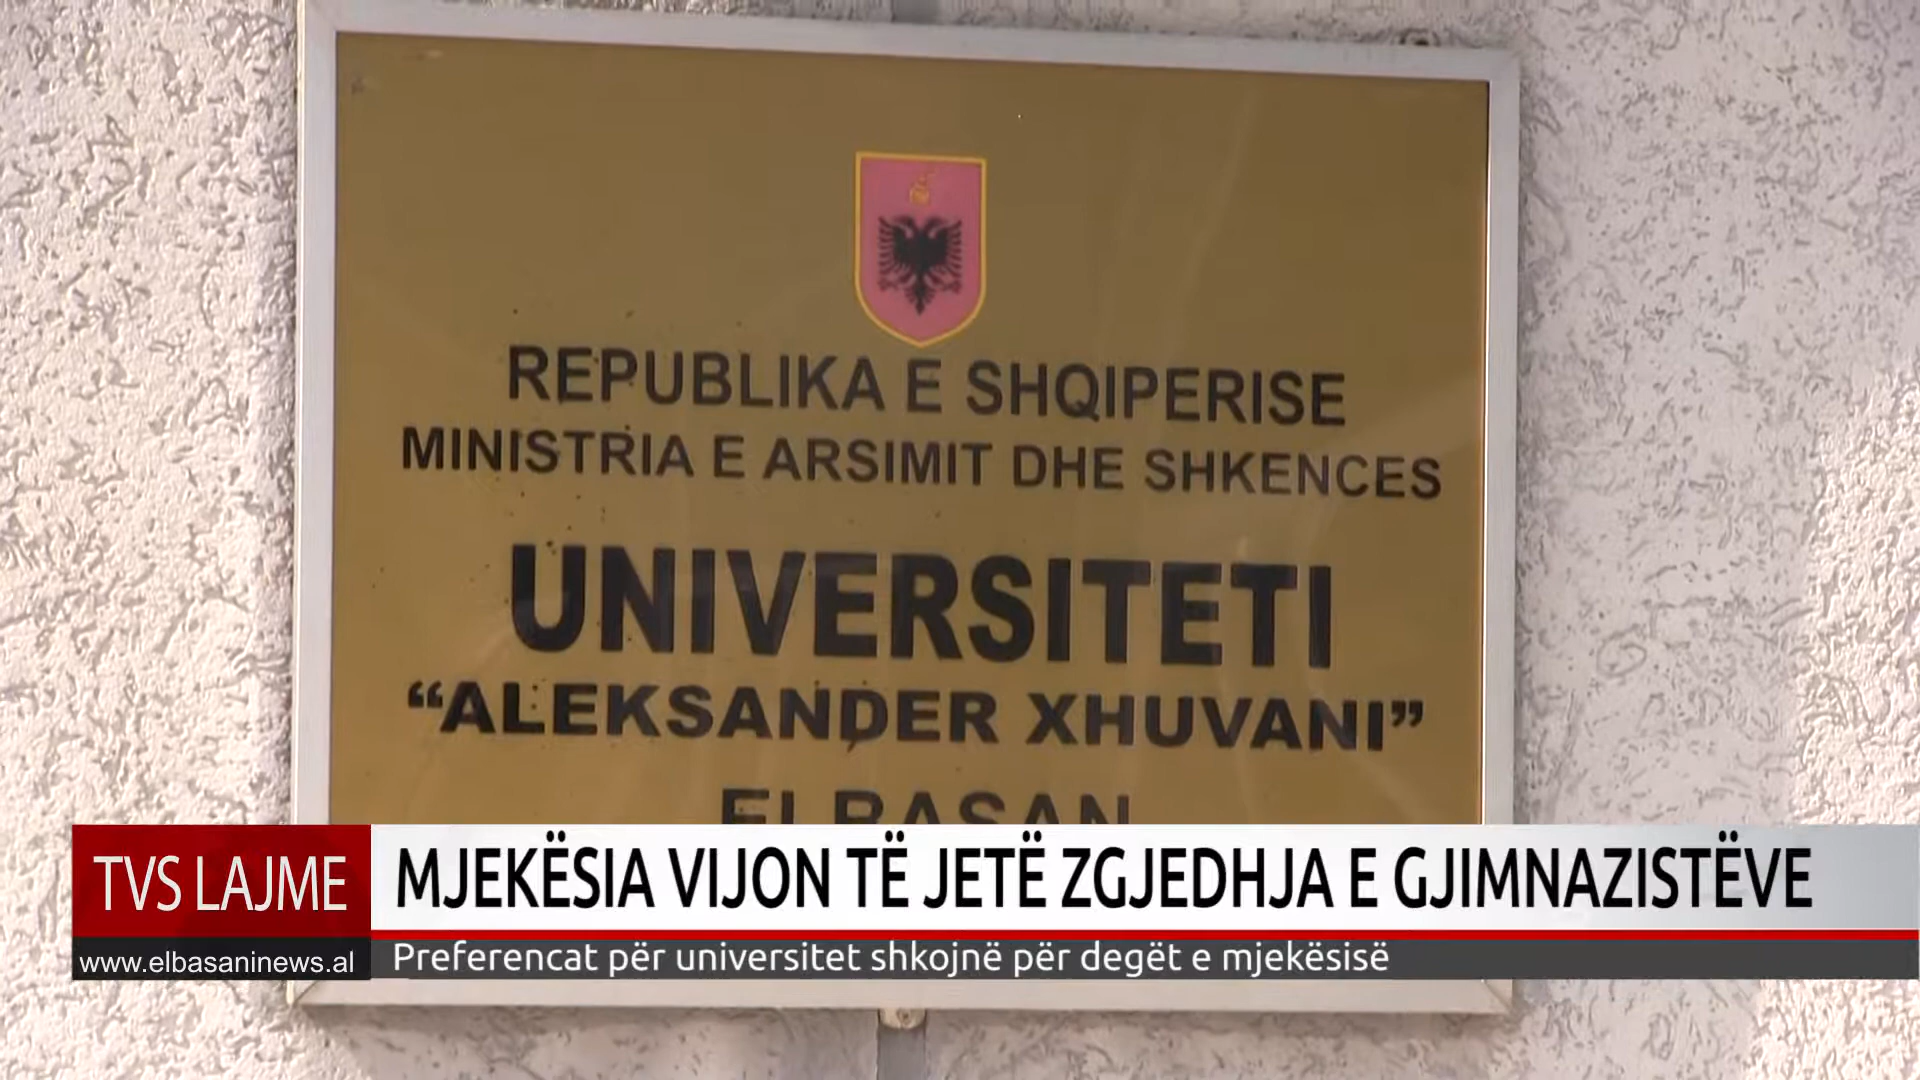 REPUBLIKA E SHQIPERISE
MINISTRIA E ARSIMIT DHE SHKENCES
UNIVERSITETI
“ALEKSANDER XHUVANI”
ELBASAN
TVS LAJME
MJEKËSIA VIJON TË JETË ZGJEDHJA E GJIMNAZISTËVE
www.elbasaninews.al
Preferencat për universitet shkojnë për degët e mjekësisë